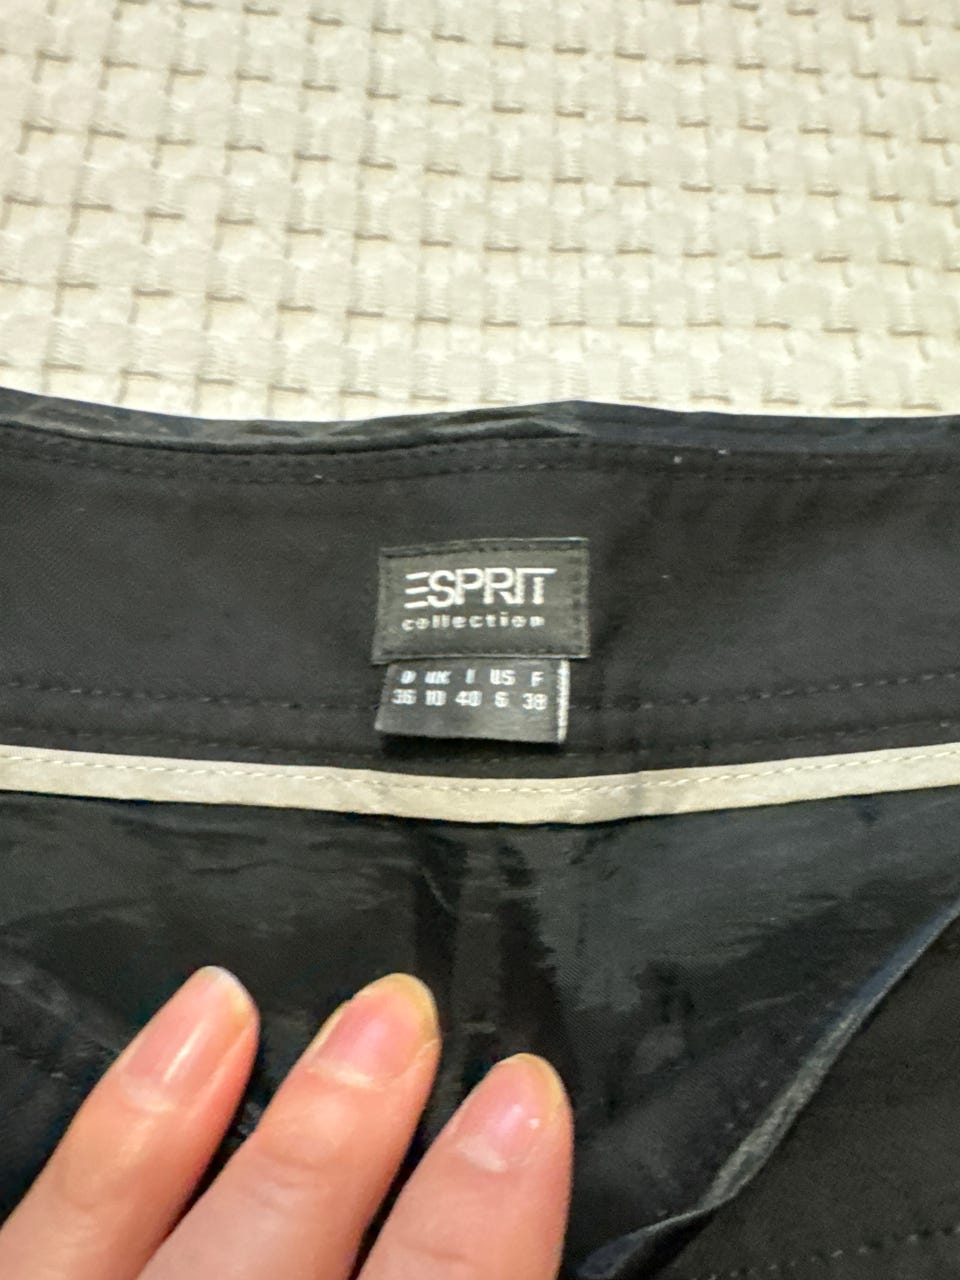 ESPRIT
collection
D UK I US F
36 10 40 6 38